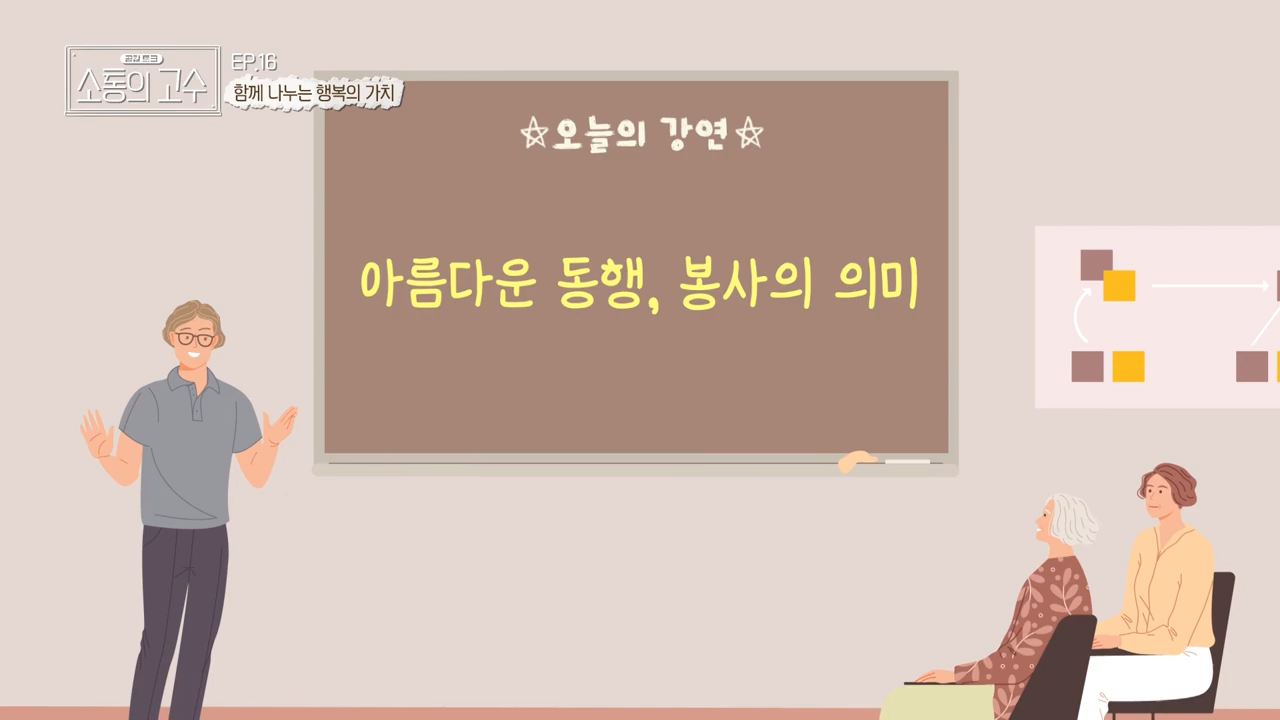 공감 토크
소통의 고수
EP.16
함께 나누는 행복의 가치
☆오늘의 강연☆
아름다운 동행, 봉사의 의미